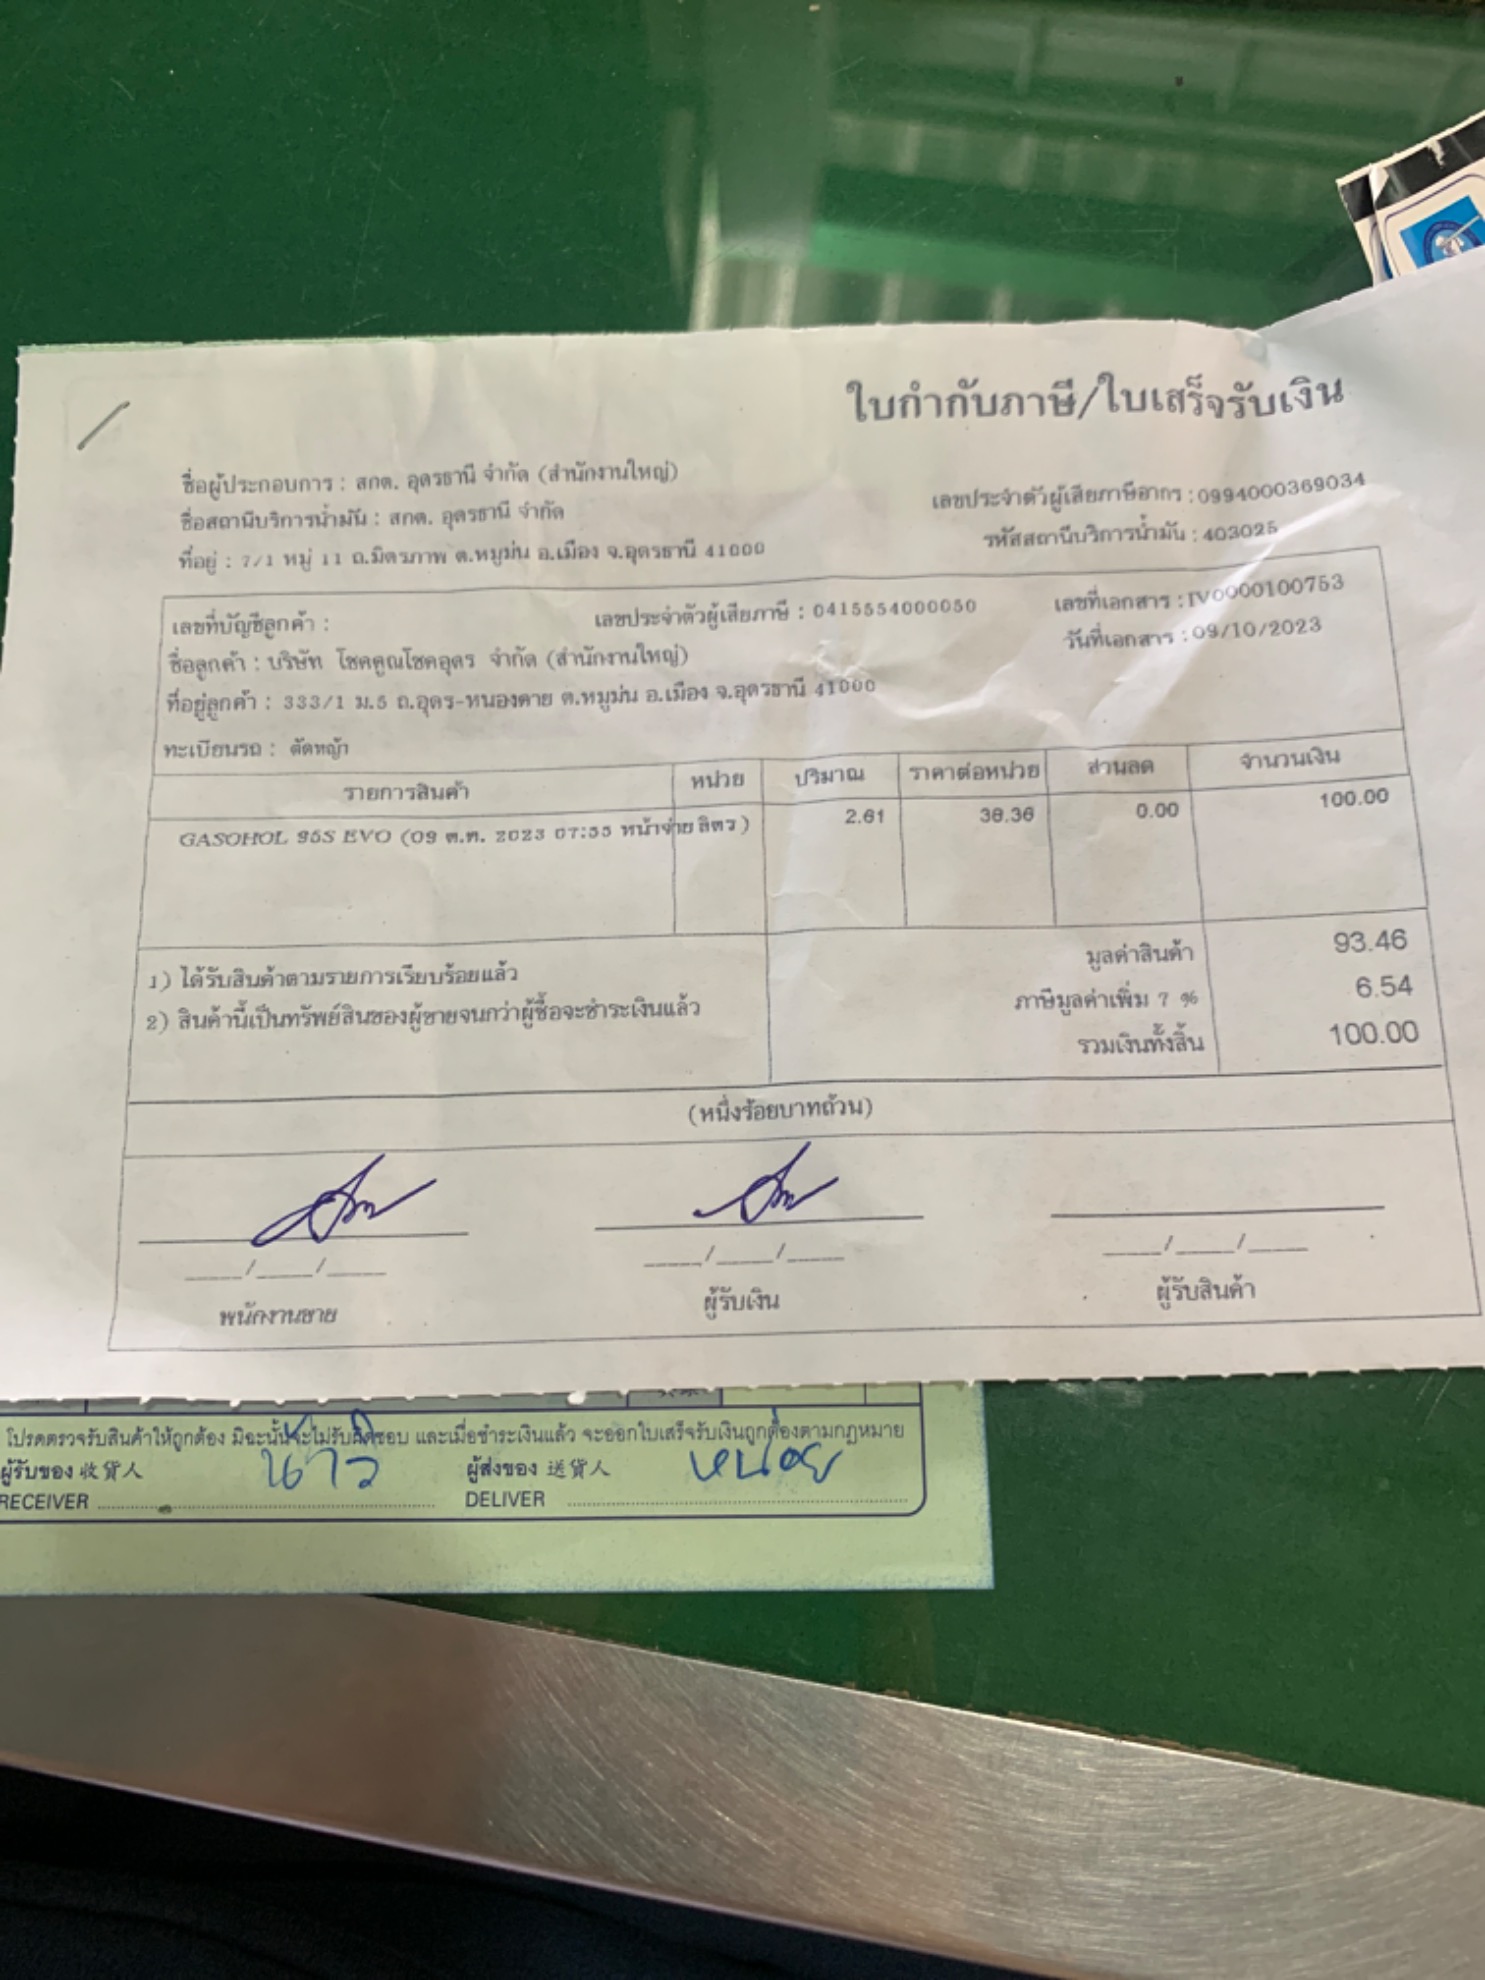 ใบกำกับภาษี/ใบเสร็จรับเงิน
ชื่อผู้ประกอบการ : สกต. อุดรธานี จำกัด (สำนักงานใหญ่)
เลขประจำตัวผู้เสียภาษีอากร : 0994000369034
ชื่อสถานีบริการน้ำมัน : สกต. อุดรธานี จำกัด
รหัสสถานีบริการน้ำมัน : 403025
ที่อยู่ : 7/1 หมู่ 11 ถ.มิตรภาพ ต.หมูม่น อ.เมือง จ.อุดรธานี 41000
เลขที่บัญชีลูกค้า : เลขประจำตัวผู้เสียภาษี : 0415554000050 เลขที่เอกสาร : IV0000100753
ชื่อลูกค้า : บริษัท โชคคูณโชคอุดร จำกัด (สำนักงานใหญ่) วันที่เอกสาร : 09/10/2023
ที่อยู่ลูกค้า : 333/1 ม.5 ถ.อุดร-หนองคาย ต.หมูม่น อ.เมือง จ.อุดรธานี 41000
ทะเบียนรถ : ตัดหญ้า
รายการสินค้า หน่วย ปริมาณ ราคาต่อหน่วย ส่วนลด จำนวนเงิน
GASOHOL 95S EVO (09 ต.ค. 2023 07:55 หน้าจ่าย ลิตร ) 2.61 38.36 0.00 100.00
มูลค่าสินค้า 93.46
1) ได้รับสินค้าตามรายการเรียบร้อยแล้ว
ภาษีมูลค่าเพิ่ม 7 % 6.54
2) สินค้านี้เป็นทรัพย์สินของผู้ขายจนกว่าผู้ซื้อจะชำระเงินแล้ว
รวมเงินทั้งสิ้น 100.00
(หนึ่งร้อยบาทถ้วน)
____/____/____ ____/____/____ ____/____/____
พนักงานขาย ผู้รับเงิน ผู้รับสินค้า
โปรดตรวจรับสินค้าให้ถูกต้อง มิฉะนั้นจะไม่รับผิดชอบ และเมื่อชำระเงินแล้ว จะออกใบเสร็จรับเงินถูกต้องตามกฎหมาย
ผู้รับของ 收貨人 ผู้ส่งของ 送貨人 หน่อย
RECEIVER DELIVER